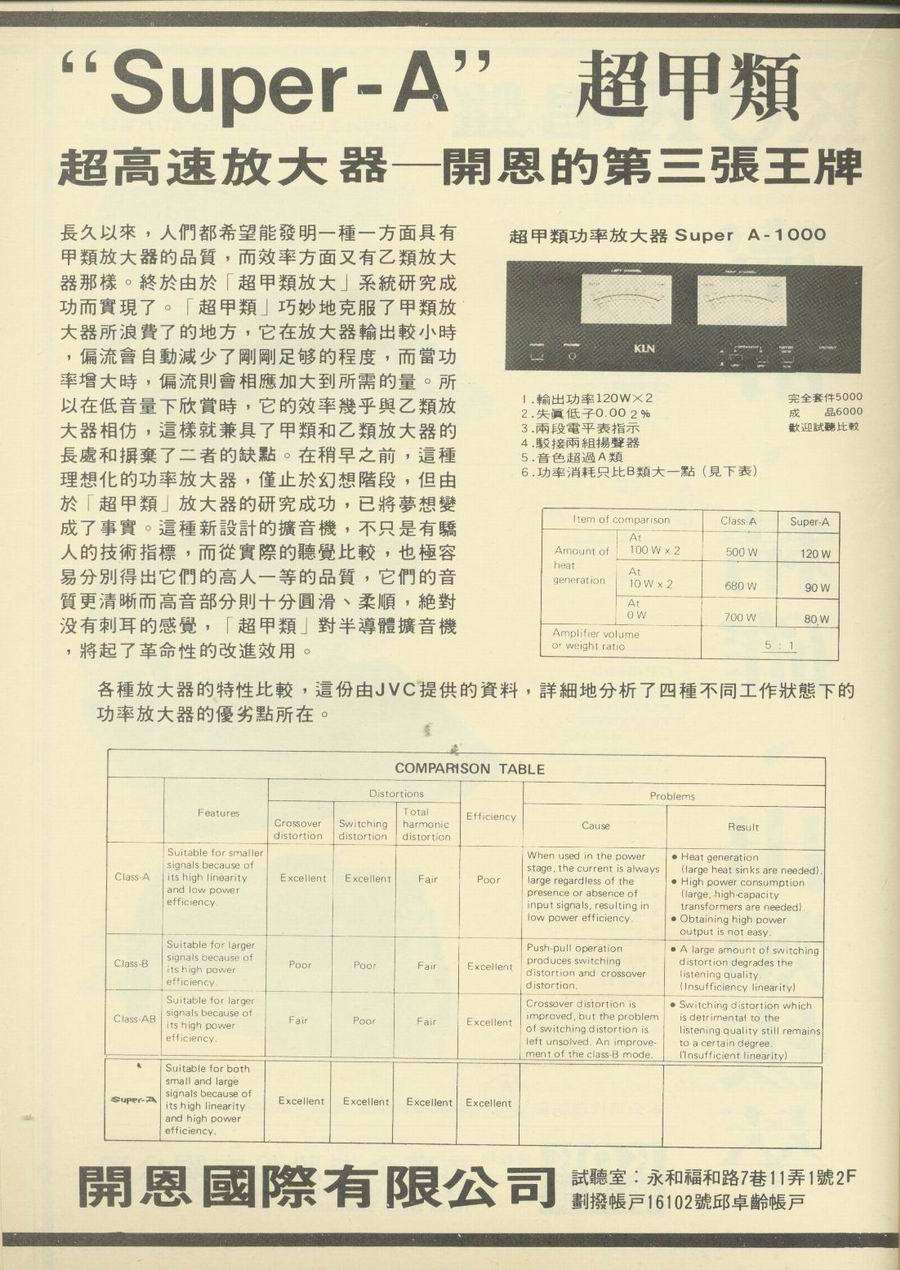 “Super-A” 超甲類
超高速放大器—開恩的第三張王牌
長久以來，人們都希望能發明一種一方面具有
甲類放大器的品質，而效率方面又有乙類放大
器那樣。終於由於「超甲類放大」系統研究成
功而實現了。「超甲類」巧妙地克服了甲類放
大器所浪費了的地方，它在放大器輸出較小時
，偏流會自動減少了剛剛足够的程度，而當功
率增大時，偏流則會相應加大到所需的量。所
以在低音量下欣賞時，它的效率幾乎與乙類放
大器相仿，這樣就兼具了甲類和乙類放大器的
長處和摒棄了二者的缺點。在稍早之前，這種
理想化的功率放大器，僅止於幻想階段，但由
於「超甲類」放大器的研究成功，已將夢想變
成了事實。這種新設計的擴音機，不只是有驕
人的技術指標，而從實際的聽覺比較，也極容
易分別得出它們的高人一等的品質，它們的音
質更清晰而高音部分則十分圓滑、柔順，絶對
没有刺耳的感覺，「超甲類」對半導體擴音機
，將起了革命性的改進效用。
超甲類功率放大器 Super A-1000
KLN
1.輸出功率120W×2
2.失眞低子0.00 2%
3.兩段電平表指示
4.駁接兩組揚聲器
5.音色超過A類
6.功率消耗只比B類大一點（見下表）
完全套件5000
成 品6000
歡迎試聽比較
Item of comparison Class-A Super-A
Amount of heat generation
At 100 W x 2 500 W 120 W
At 10 W x 2 680 W 90 W
At 0 W 700 W 80 W
Amplifier volume
or weight ratio 5 : 1
各種放大器的特性比較，這份由JVC提供的資料，詳細地分析了四種不同工作狀態下的
功率放大器的優劣點所在。
COMPARISON TABLE
Features Distortions Efficiency Problems
Crossover distortion Switching distortion Total harmonic distortion Cause Result
Class-A
Suitable for smaller
signals because of
its high linearity
and low power
efficiency.
Excellent Excellent Fair Poor
When used in the power
stage, the current is always
large regardless of the
presence or absence of
input signals, resulting in
low power efficiency.
● Heat generation
(large heat sinks are needed).
● High power consumption
(large, high-capacity
transformers are needed)
● Obtaining high power
output is not easy.
Class-B
Suitable for larger
signals because of
its high power
efficiency.
Poor Poor Fair Excellent
Push-pull operation
produces switching
distortion and crossover
distortion.
● A large amount of switching
distortion degrades the
listening quality.
(Insufficiency linearity)
Class-AB
Suitable for larger
signals because of
its high power
efficiency.
Fair Poor Fair Excellent
Crossover distortion is
improved, but the problem
of switching distortion is
left unsolved. An improve-
ment of the class-B mode.
● Switching distortion which
is detrimental to the
listening quality still remains
to a certain degree.
(Insufficient linearity)
Super-A
Suitable for both
small and large
signals because of
its high linearity
and high power
efficiency.
Excellent Excellent Excellent Excellent
開恩國際有限公司
試聽室：永和福和路7巷11弄1號2F
劃撥帳戸16102號邱卓齡帳戸